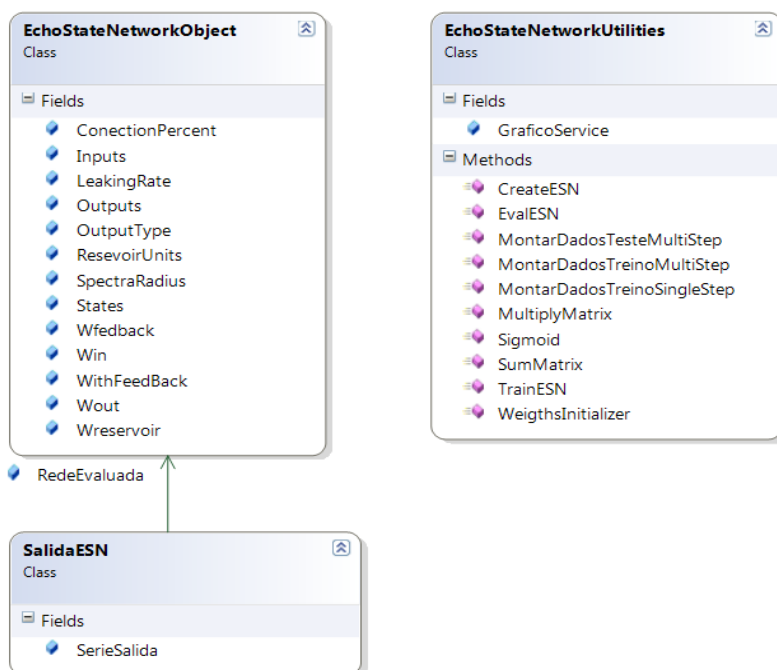 EchoStateNetworkObject
Class
Fields
ConectionPercent
Inputs
LeakingRate
Outputs
OutputType
ResevoirUnits
SpectraRadius
States
Wfedback
Win
WithFeedBack
Wout
Wreservoir
RedeEvaluada
SalidaESN
Class
Fields
SerieSalida
EchoStateNetworkUtilities
Class
Fields
GraficoService
Methods
CreateESN
EvalESN
MontarDadosTesteMultiStep
MontarDadosTreinoMultiStep
MontarDadosTreinoSingleStep
MultiplyMatrix
Sigmoid
SumMatrix
TrainESN
WeigthsInitializer